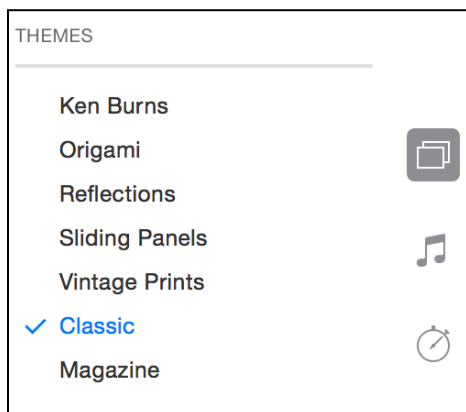 THEMES
Ken Burns
Origami
Reflections
Sliding Panels
Vintage Prints
Classic
Magazine